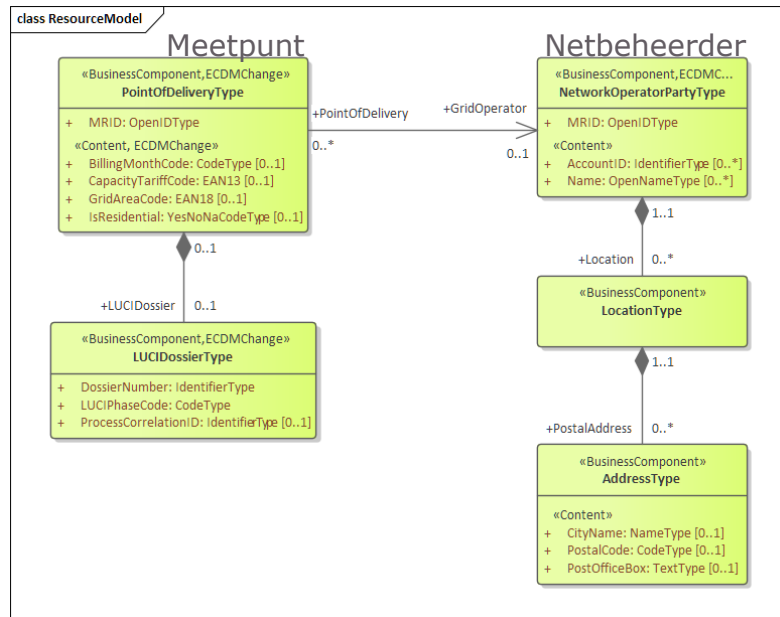 class ResourceModel
Meetpunt
Netbeheerder
«BusinessComponent,ECDMChange»
PointOfDeliveryType
+ MRID: OpenIDType
«Content, ECDMChange»
+ BillingMonthCode: CodeType [0..1]
+ CapacityTariffCode: EAN13 [0..1]
+ GridAreaCode: EAN18 [0..1]
+ IsResidential: YesNoNaCodeType [0..1]
+PointOfDelivery
0..*
+GridOperator
0..1
«BusinessComponent,ECDMC...
NetworkOperatorPartyType
+ MRID: OpenIDType
«Content»
+ AccountID: IdentifierType [0..*]
+ Name: OpenNameType [0..*]
0..1
+LUCIDossier
0..1
1..1
+Location
0..*
«BusinessComponent,ECDMChange»
LUCIDossierType
+ DossierNumber: IdentifierType
+ LUCIPhaseCode: CodeType
+ ProcessCorrelationID: IdentifierType [0..1]
«BusinessComponent»
LocationType
1..1
+PostalAddress
0..*
«BusinessComponent»
AddressType
«Content»
+ CityName: NameType [0..1]
+ PostalCode: CodeType [0..1]
+ PostOfficeBox: TextType [0..1]